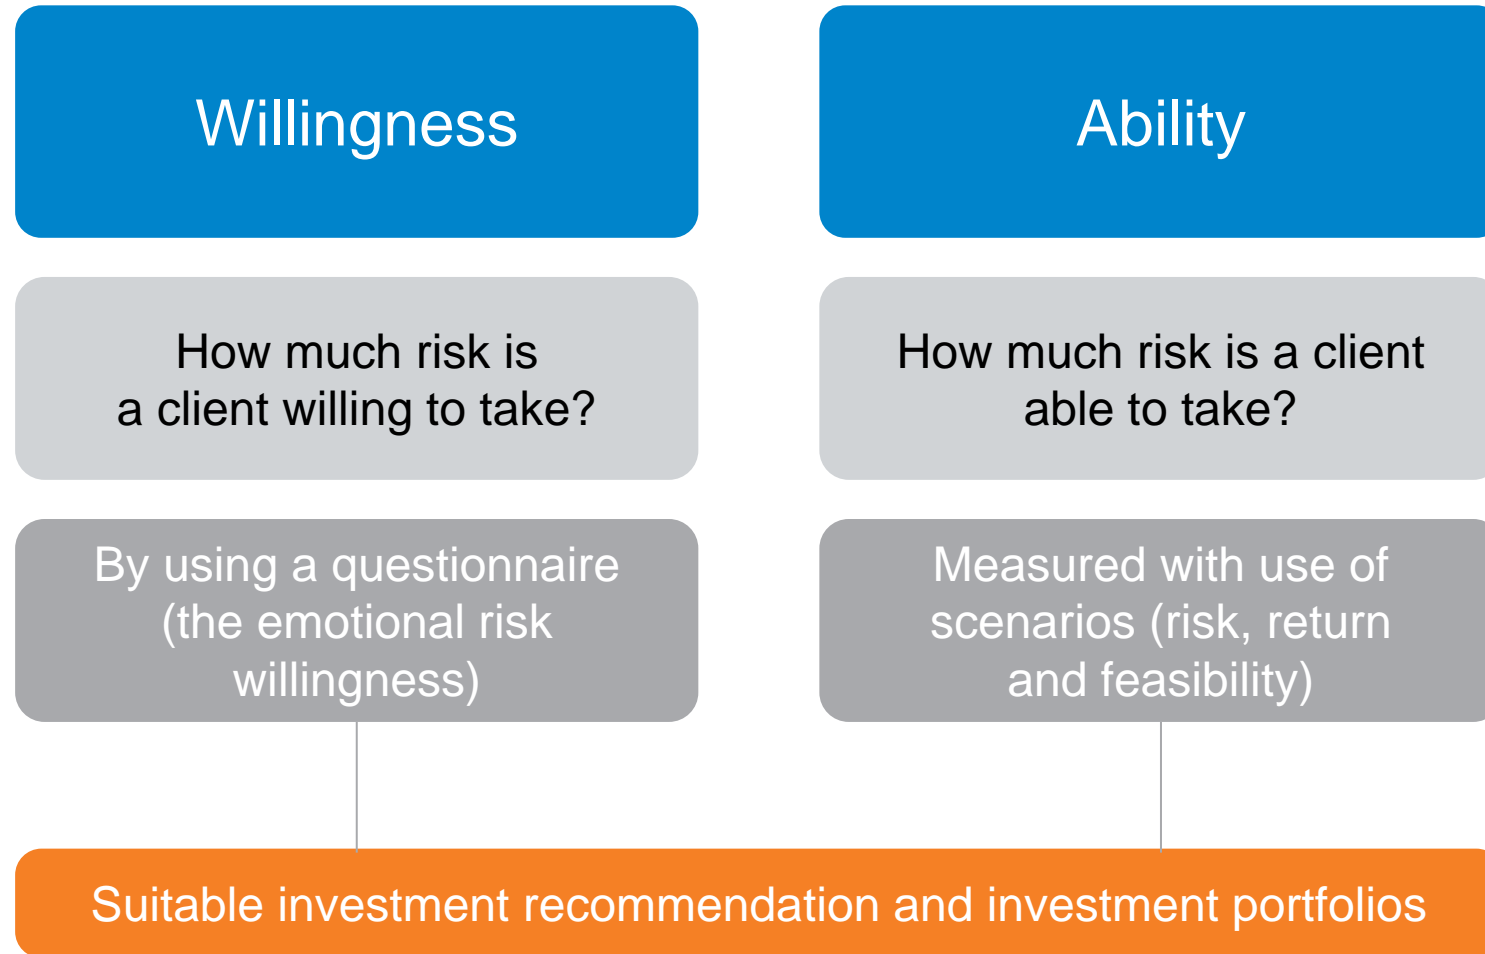 Willingness
Ability
How much risk is
a client willing to take?
How much risk is a client
able to take?
By using a questionnaire
(the emotional risk
willingness)
Measured with use of
scenarios (risk, return
and feasibility)
Suitable investment recommendation and investment portfolios